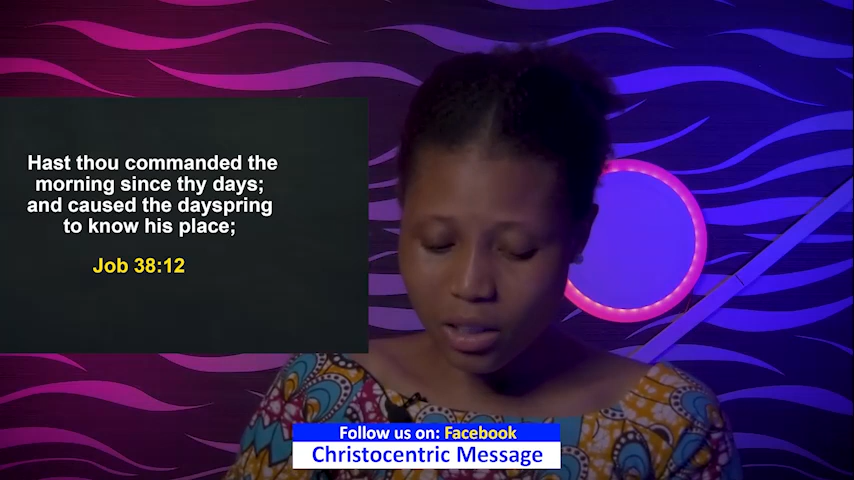 Hast thou commanded the
morning since thy days;
and caused the dayspring
to know his place;
Job 38:12
Follow us on: Facebook
Christocentric Message